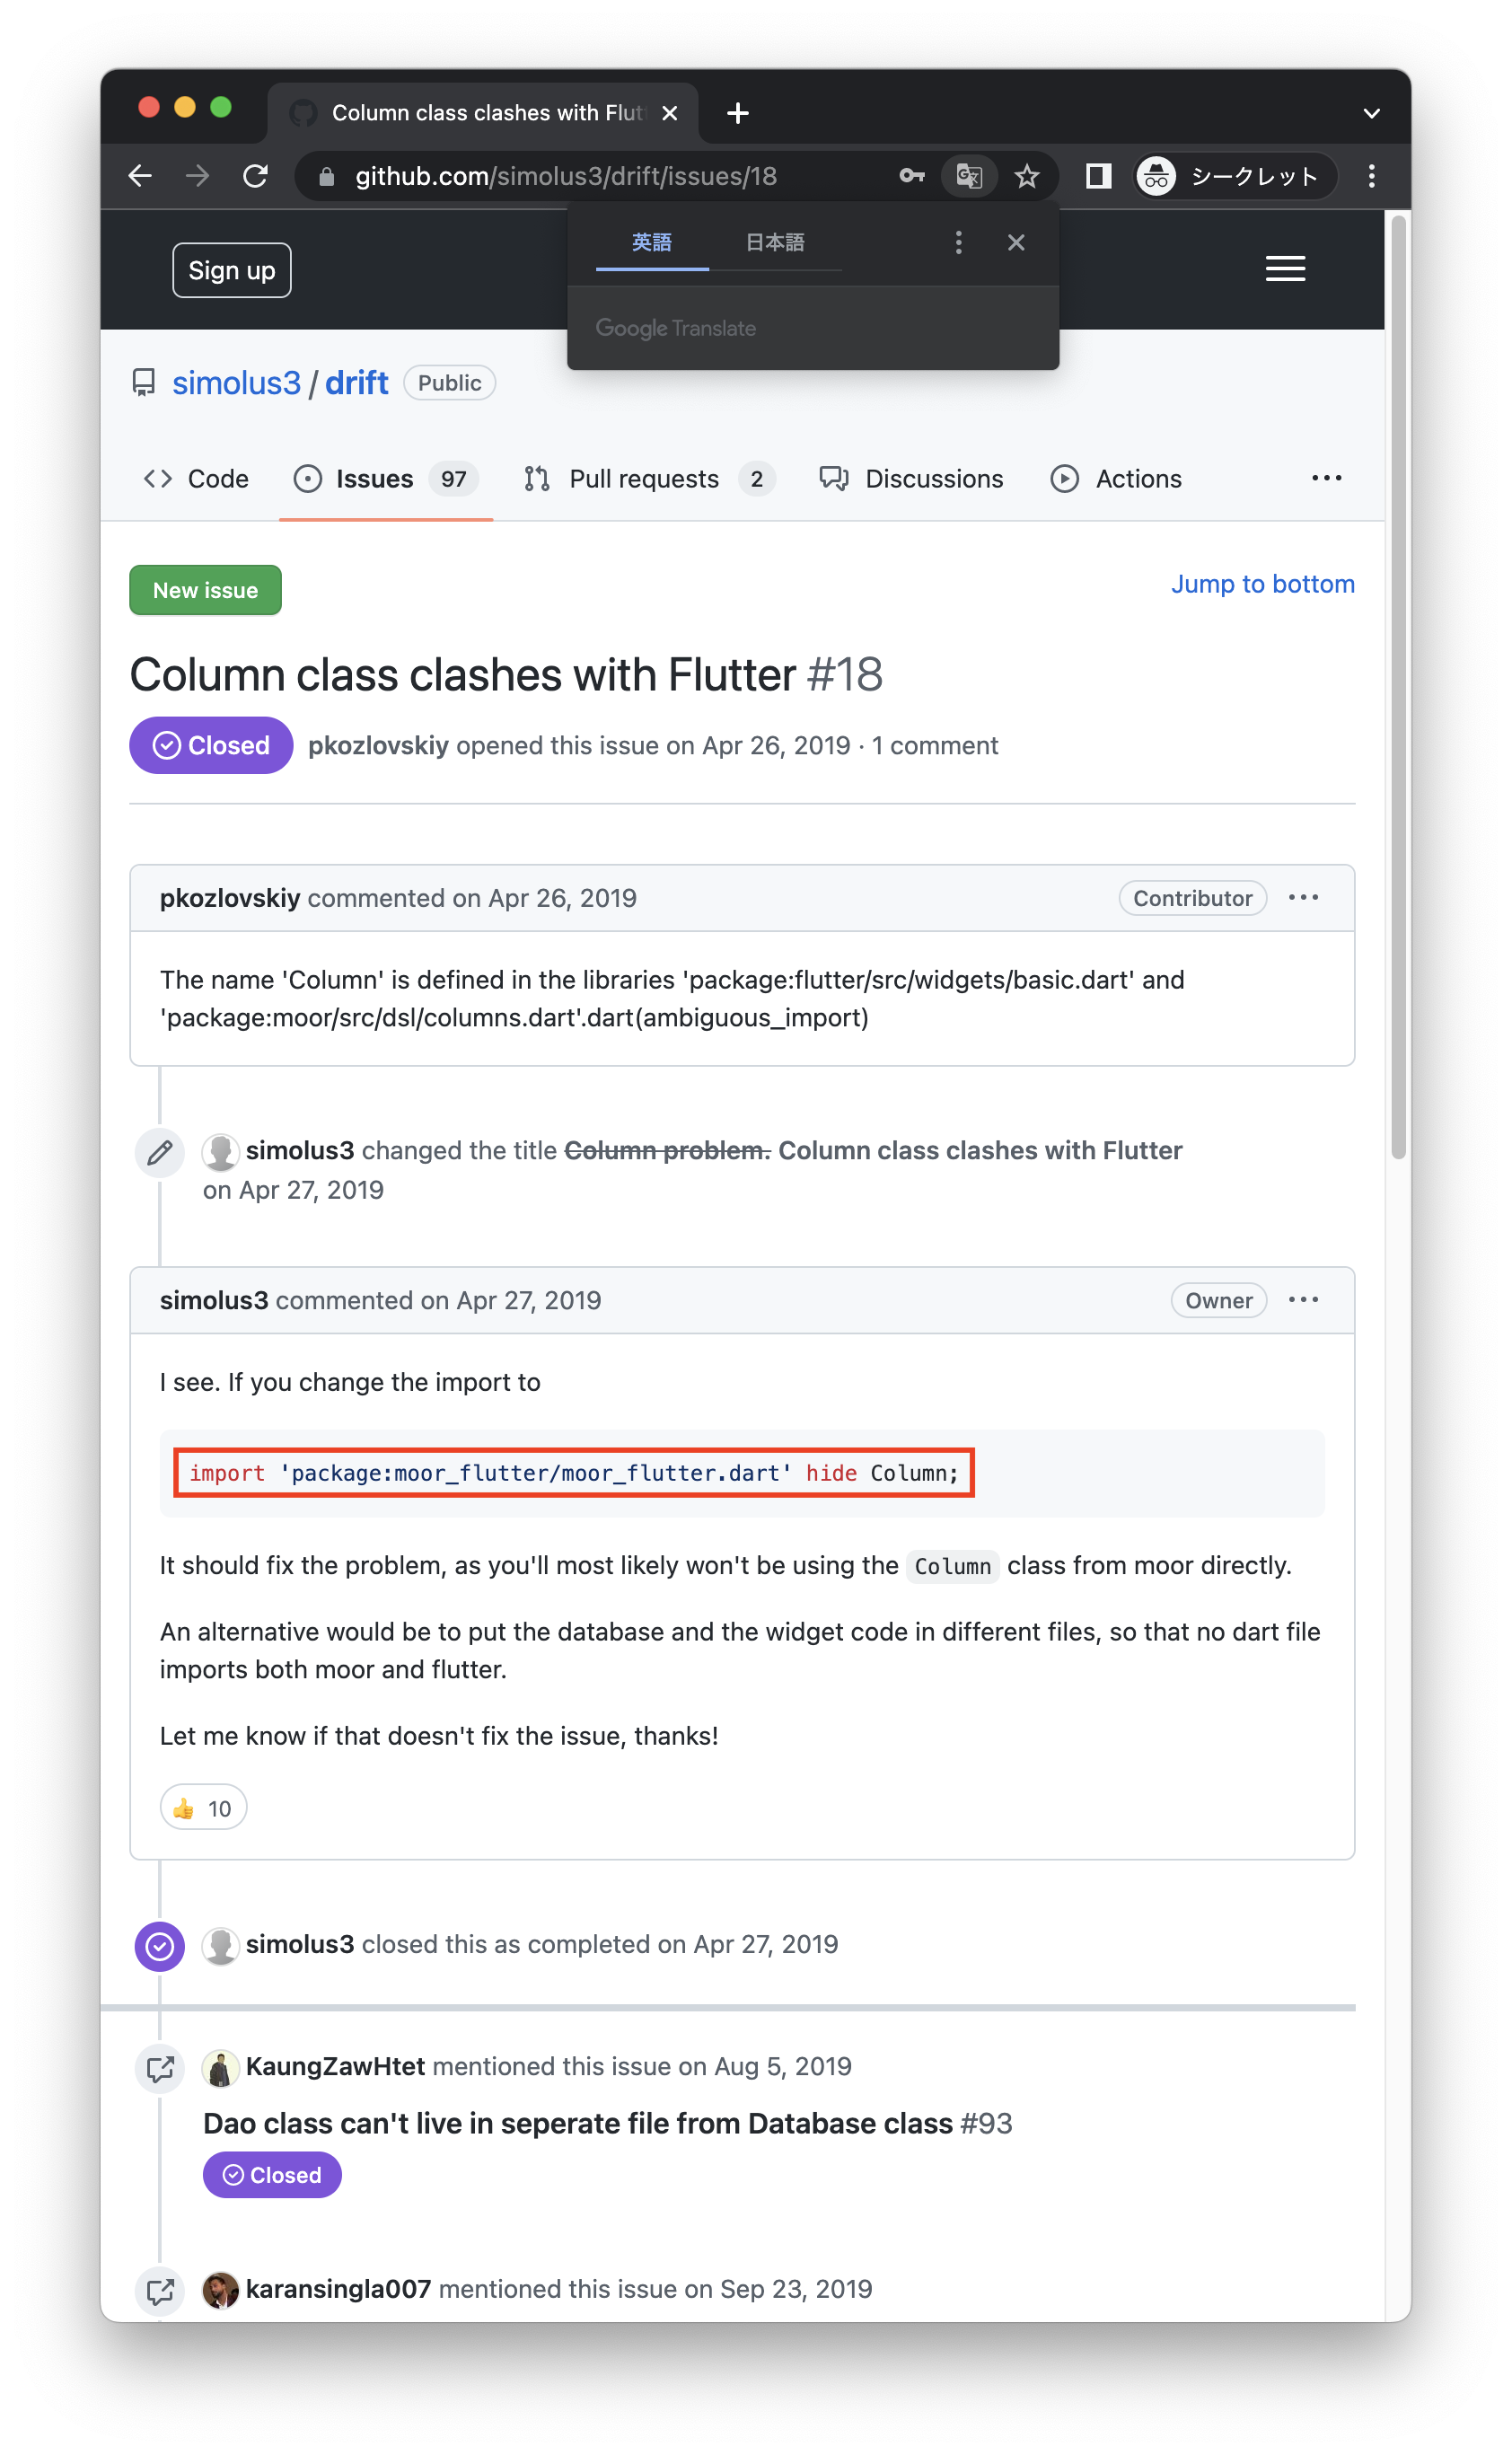 Column class clashes with Flut
github.com/simolus3/drift/issues/18
シークレット
英語 日本語
Google Translate
Sign up
simolus3 / drift Public
Code Issues 97 Pull requests 2 Discussions Actions
New issue Jump to bottom
Column class clashes with Flutter #18
Closed pkozlovskiy opened this issue on Apr 26, 2019 · 1 comment
pkozlovskiy commented on Apr 26, 2019 Contributor
The name 'Column' is defined in the libraries 'package:flutter/src/widgets/basic.dart' and
'package:moor/src/dsl/columns.dart'.dart(ambiguous_import)
simolus3 changed the title Column problem. Column class clashes with Flutter
on Apr 27, 2019
simolus3 commented on Apr 27, 2019 Owner
I see. If you change the import to
import 'package:moor_flutter/moor_flutter.dart' hide Column;
It should fix the problem, as you'll most likely won't be using the Column class from moor directly.
An alternative would be to put the database and the widget code in different files, so that no dart file
imports both moor and flutter.
Let me know if that doesn't fix the issue, thanks!
👍 10
simolus3 closed this as completed on Apr 27, 2019
KaungZawHtet mentioned this issue on Aug 5, 2019
Dao class can't live in seperate file from Database class #93
Closed
karansingla007 mentioned this issue on Sep 23, 2019